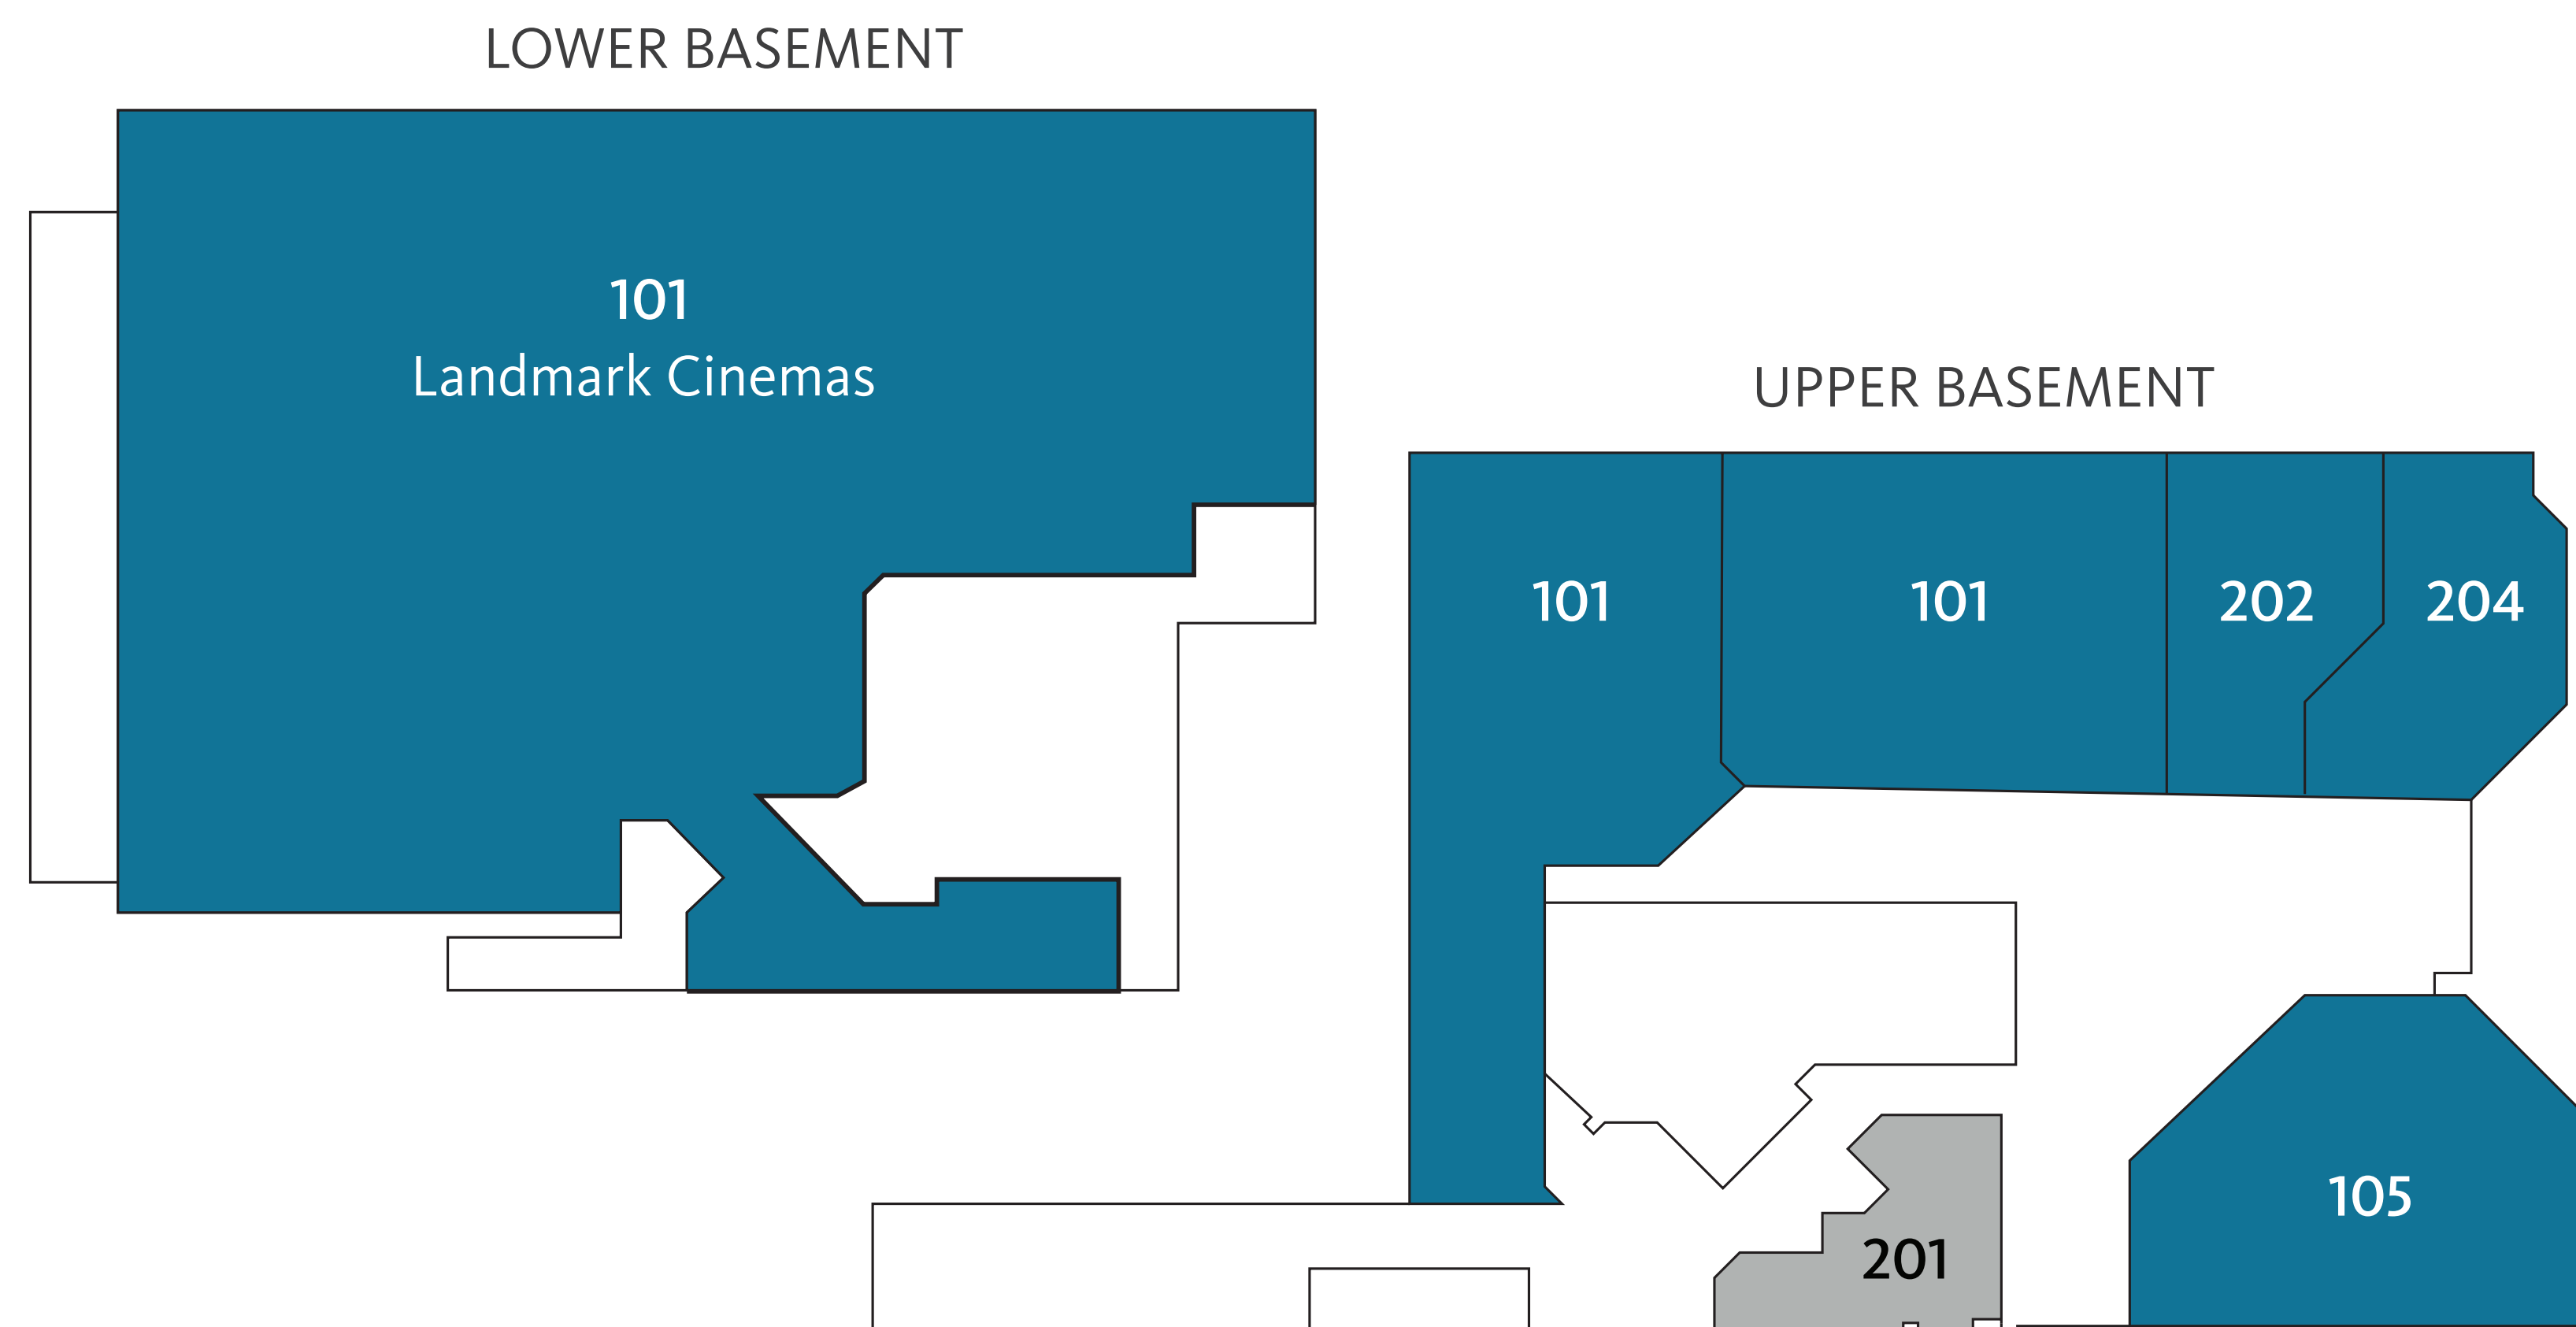 LOWER BASEMENT
101
Landmark Cinemas
UPPER BASEMENT
101
101
202
204
105
201